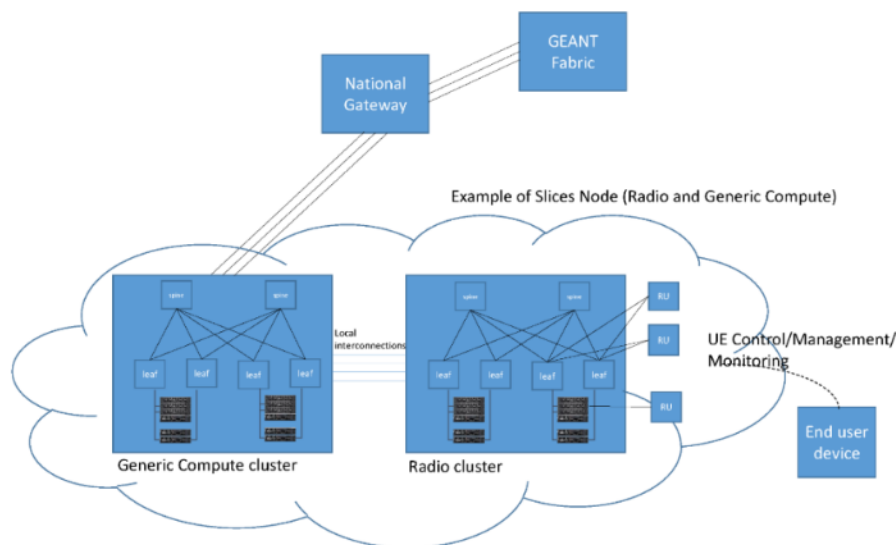 GEANT
Fabric
National
Gateway
Example of Slices Node (Radio and Generic Compute)
spine
spine
spine
spine
RU
Local
interconnections
RU
UE Control/Management/
Monitoring
leaf
leaf
leaf
leaf
leaf
leaf
leaf
leaf
RU
End user
device
Generic Compute cluster
Radio cluster